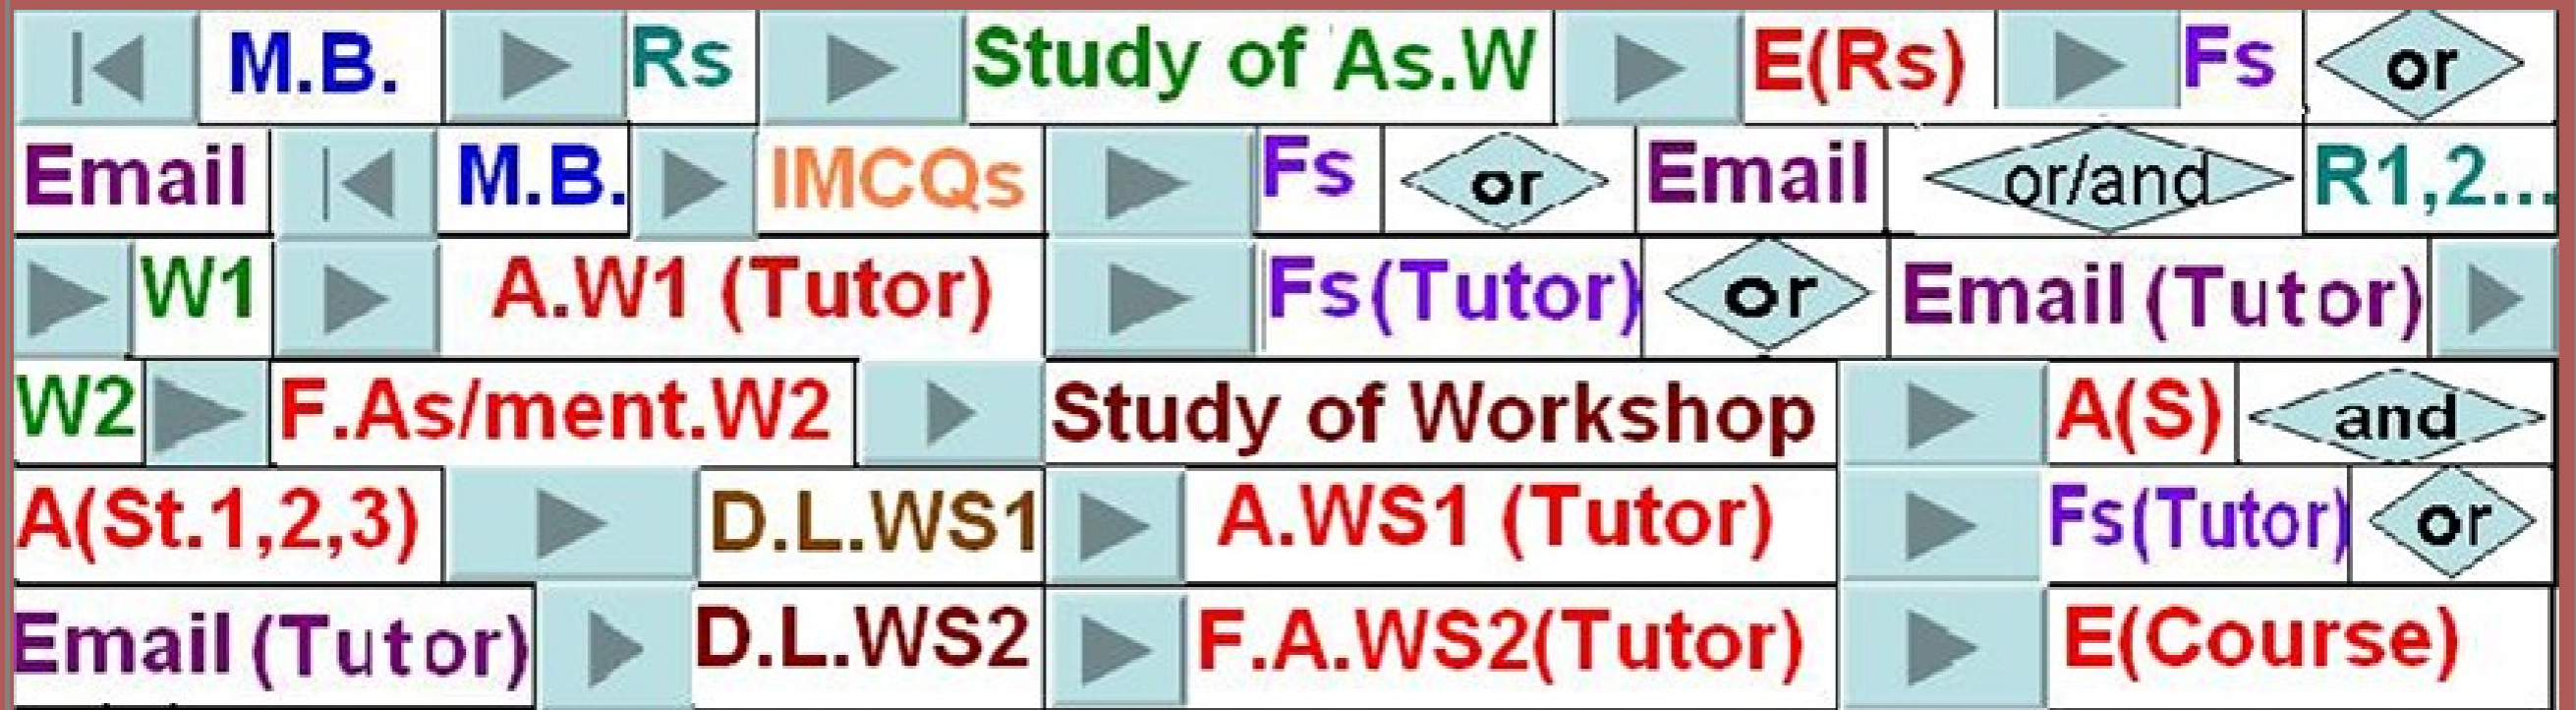 M.B. Rs Study of As.W E(Rs) Fs or
Email M.B. IMCQs Fs or Email or/and R1,2...
W1 A.W1 (Tutor) Fs(Tutor) or Email (Tutor)
W2 F.As/ment.W2 Study of Workshop A(S) and
A(St.1,2,3) D.L.WS1 A.WS1 (Tutor) Fs(Tutor) or
Email (Tutor) D.L.WS2 F.A.WS2(Tutor) E(Course)